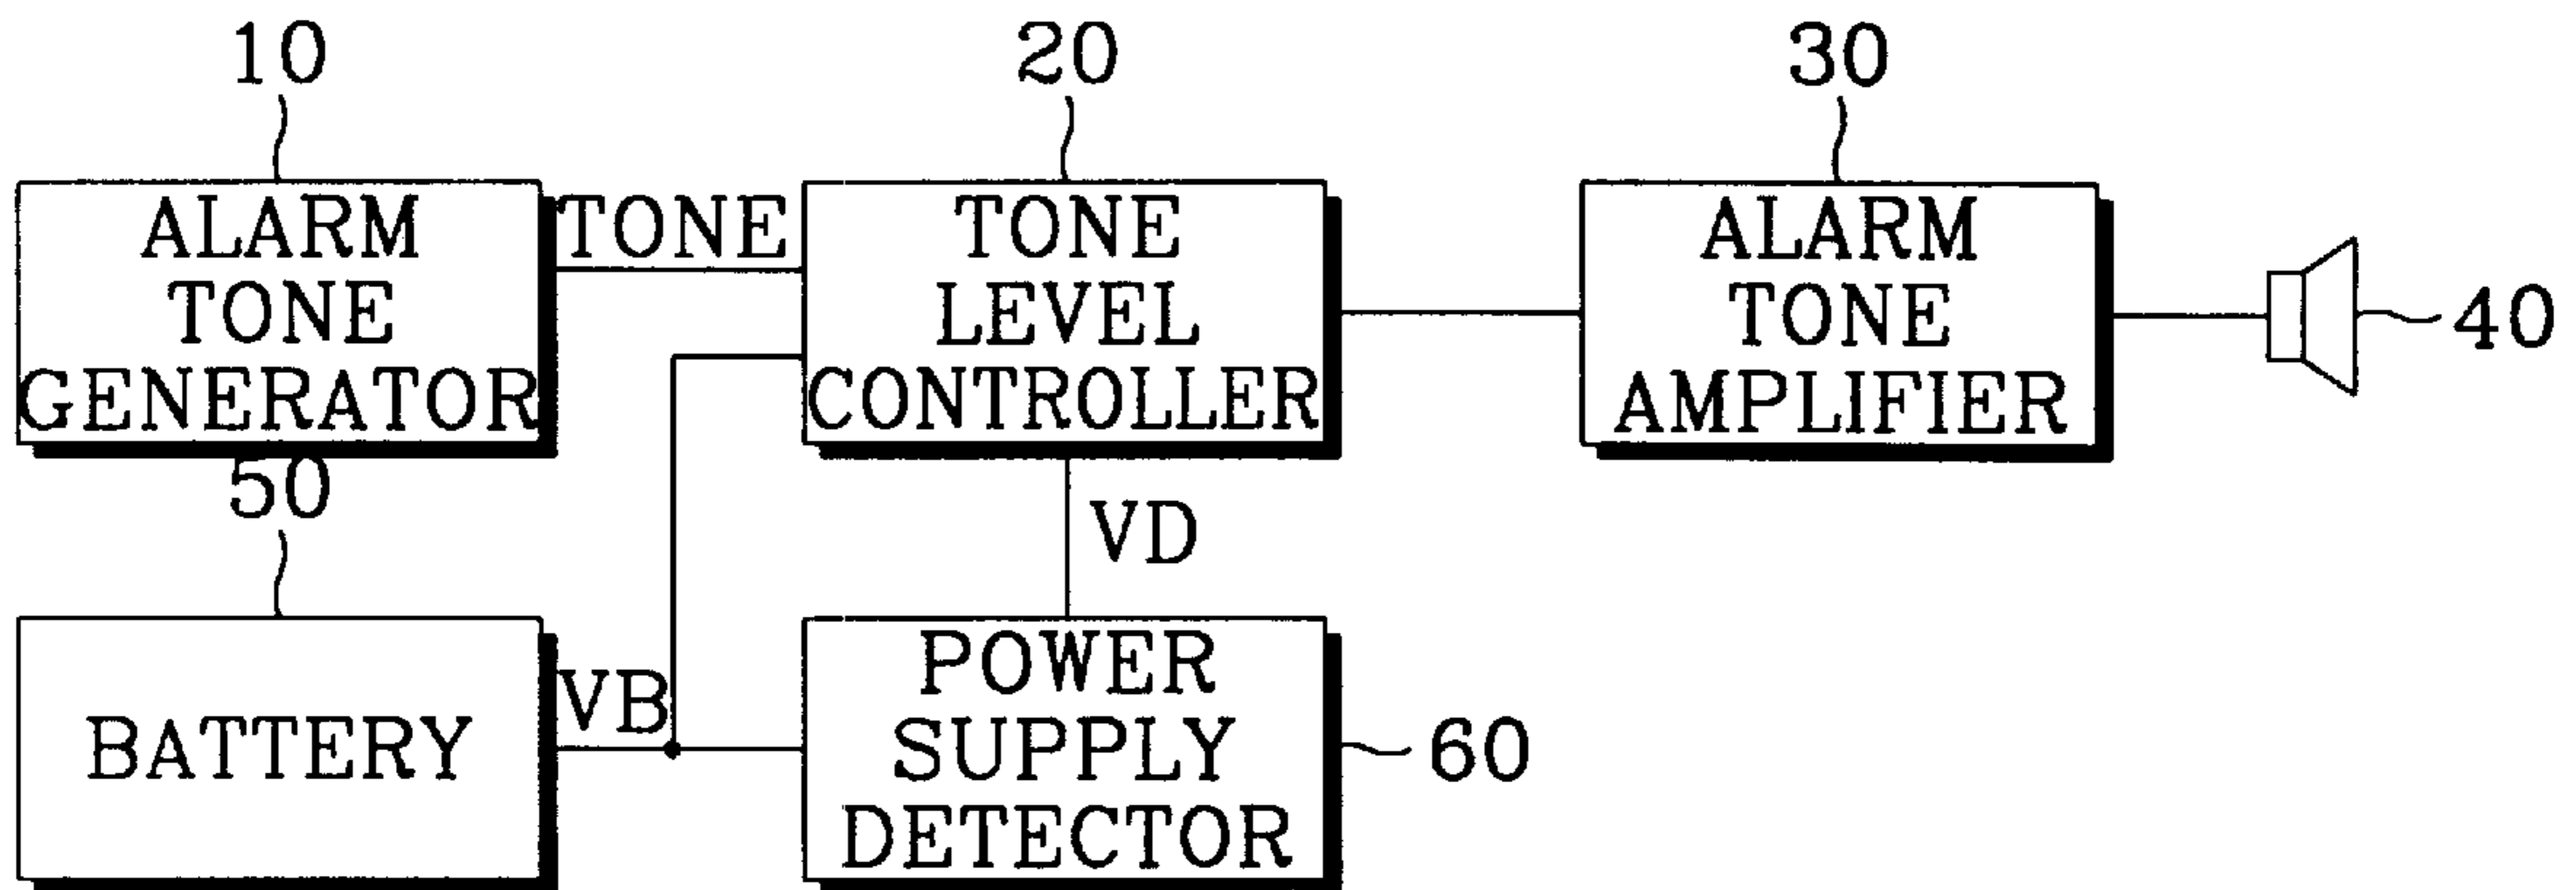 10
20
30
ALARM
TONE
GENERATOR
TONE
TONE
LEVEL
CONTROLLER
ALARM
TONE
AMPLIFIER
40
50
VD
BATTERY
VB
POWER
SUPPLY
DETECTOR
60